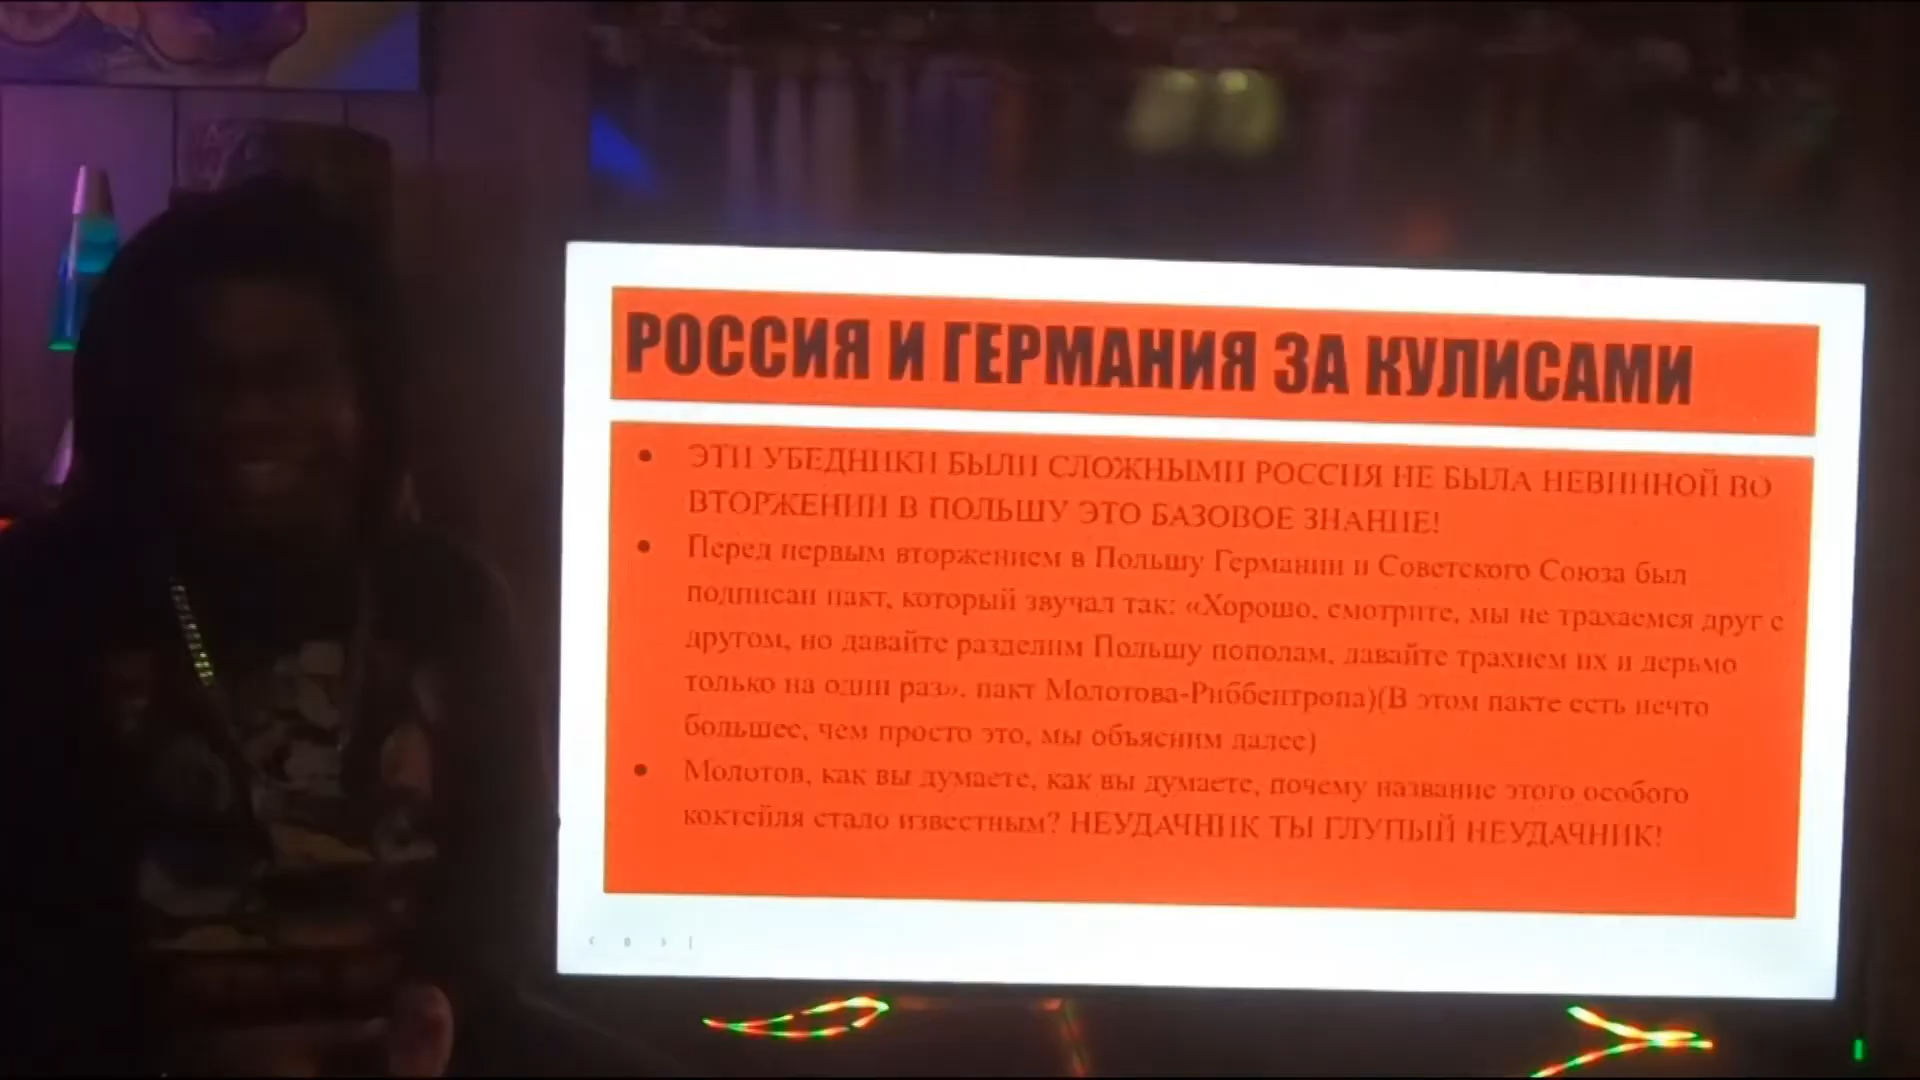 РОССИЯ И ГЕРМАНИЯ ЗА КУЛИСАМИ
• ЭТИ УБЕДНИКИ БЫЛИ СЛОЖНЫМИ РОССИЯ НЕ БЫЛА НЕВИННОЙ ВО
ВТОРЖЕНИИ В ПОЛЬШУ ЭТО БАЗОВОЕ ЗНАНИЕ!
• Перед первым вторжением в Польшу Германии и Советского Союза был
подписан пакт, который звучал так: «Хорошо, смотрите, мы не трахаемся друг с
другом, но давайте разделим Польшу пополам, давайте трахнем их и дерьмо
только на один раз». пакт Молотова-Риббентропа)(В этом пакте есть нечто
большее, чем просто это, мы объясним далее)
• Молотов, как вы думаете, как вы думаете, почему название этого особого
коктейля стало известным? НЕУДАЧНИК ТЫ ГЛУПЫЙ НЕУДАЧНИК!